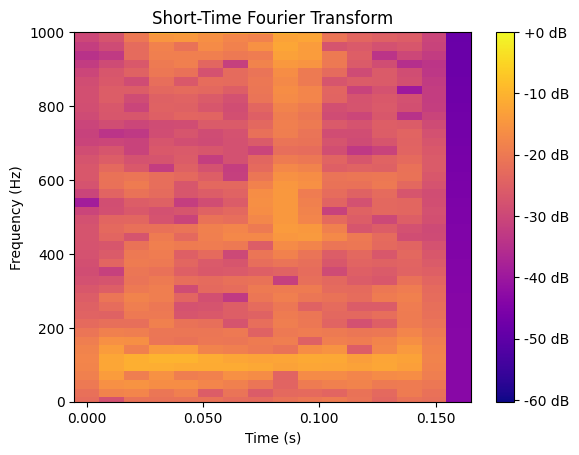 Short-Time Fourier Transform
1000
800
600
400
200
0
Frequency (Hz)
0.000
0.050
0.100
0.150
Time (s)
+0 dB
-10 dB
-20 dB
-30 dB
-40 dB
-50 dB
-60 dB